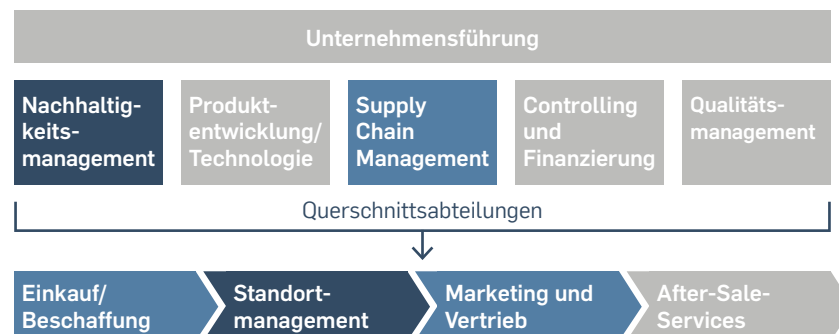 Unternehmensführung
Nachhaltig-
keits-
management
Produkt-
entwicklung/
Technologie
Supply
Chain
Management
Controlling
und
Finanzierung
Qualitäts-
management
Querschnittsabteilungen
Einkauf/
Beschaffung
Standort-
management
Marketing und
Vertrieb
After-Sale-
Services